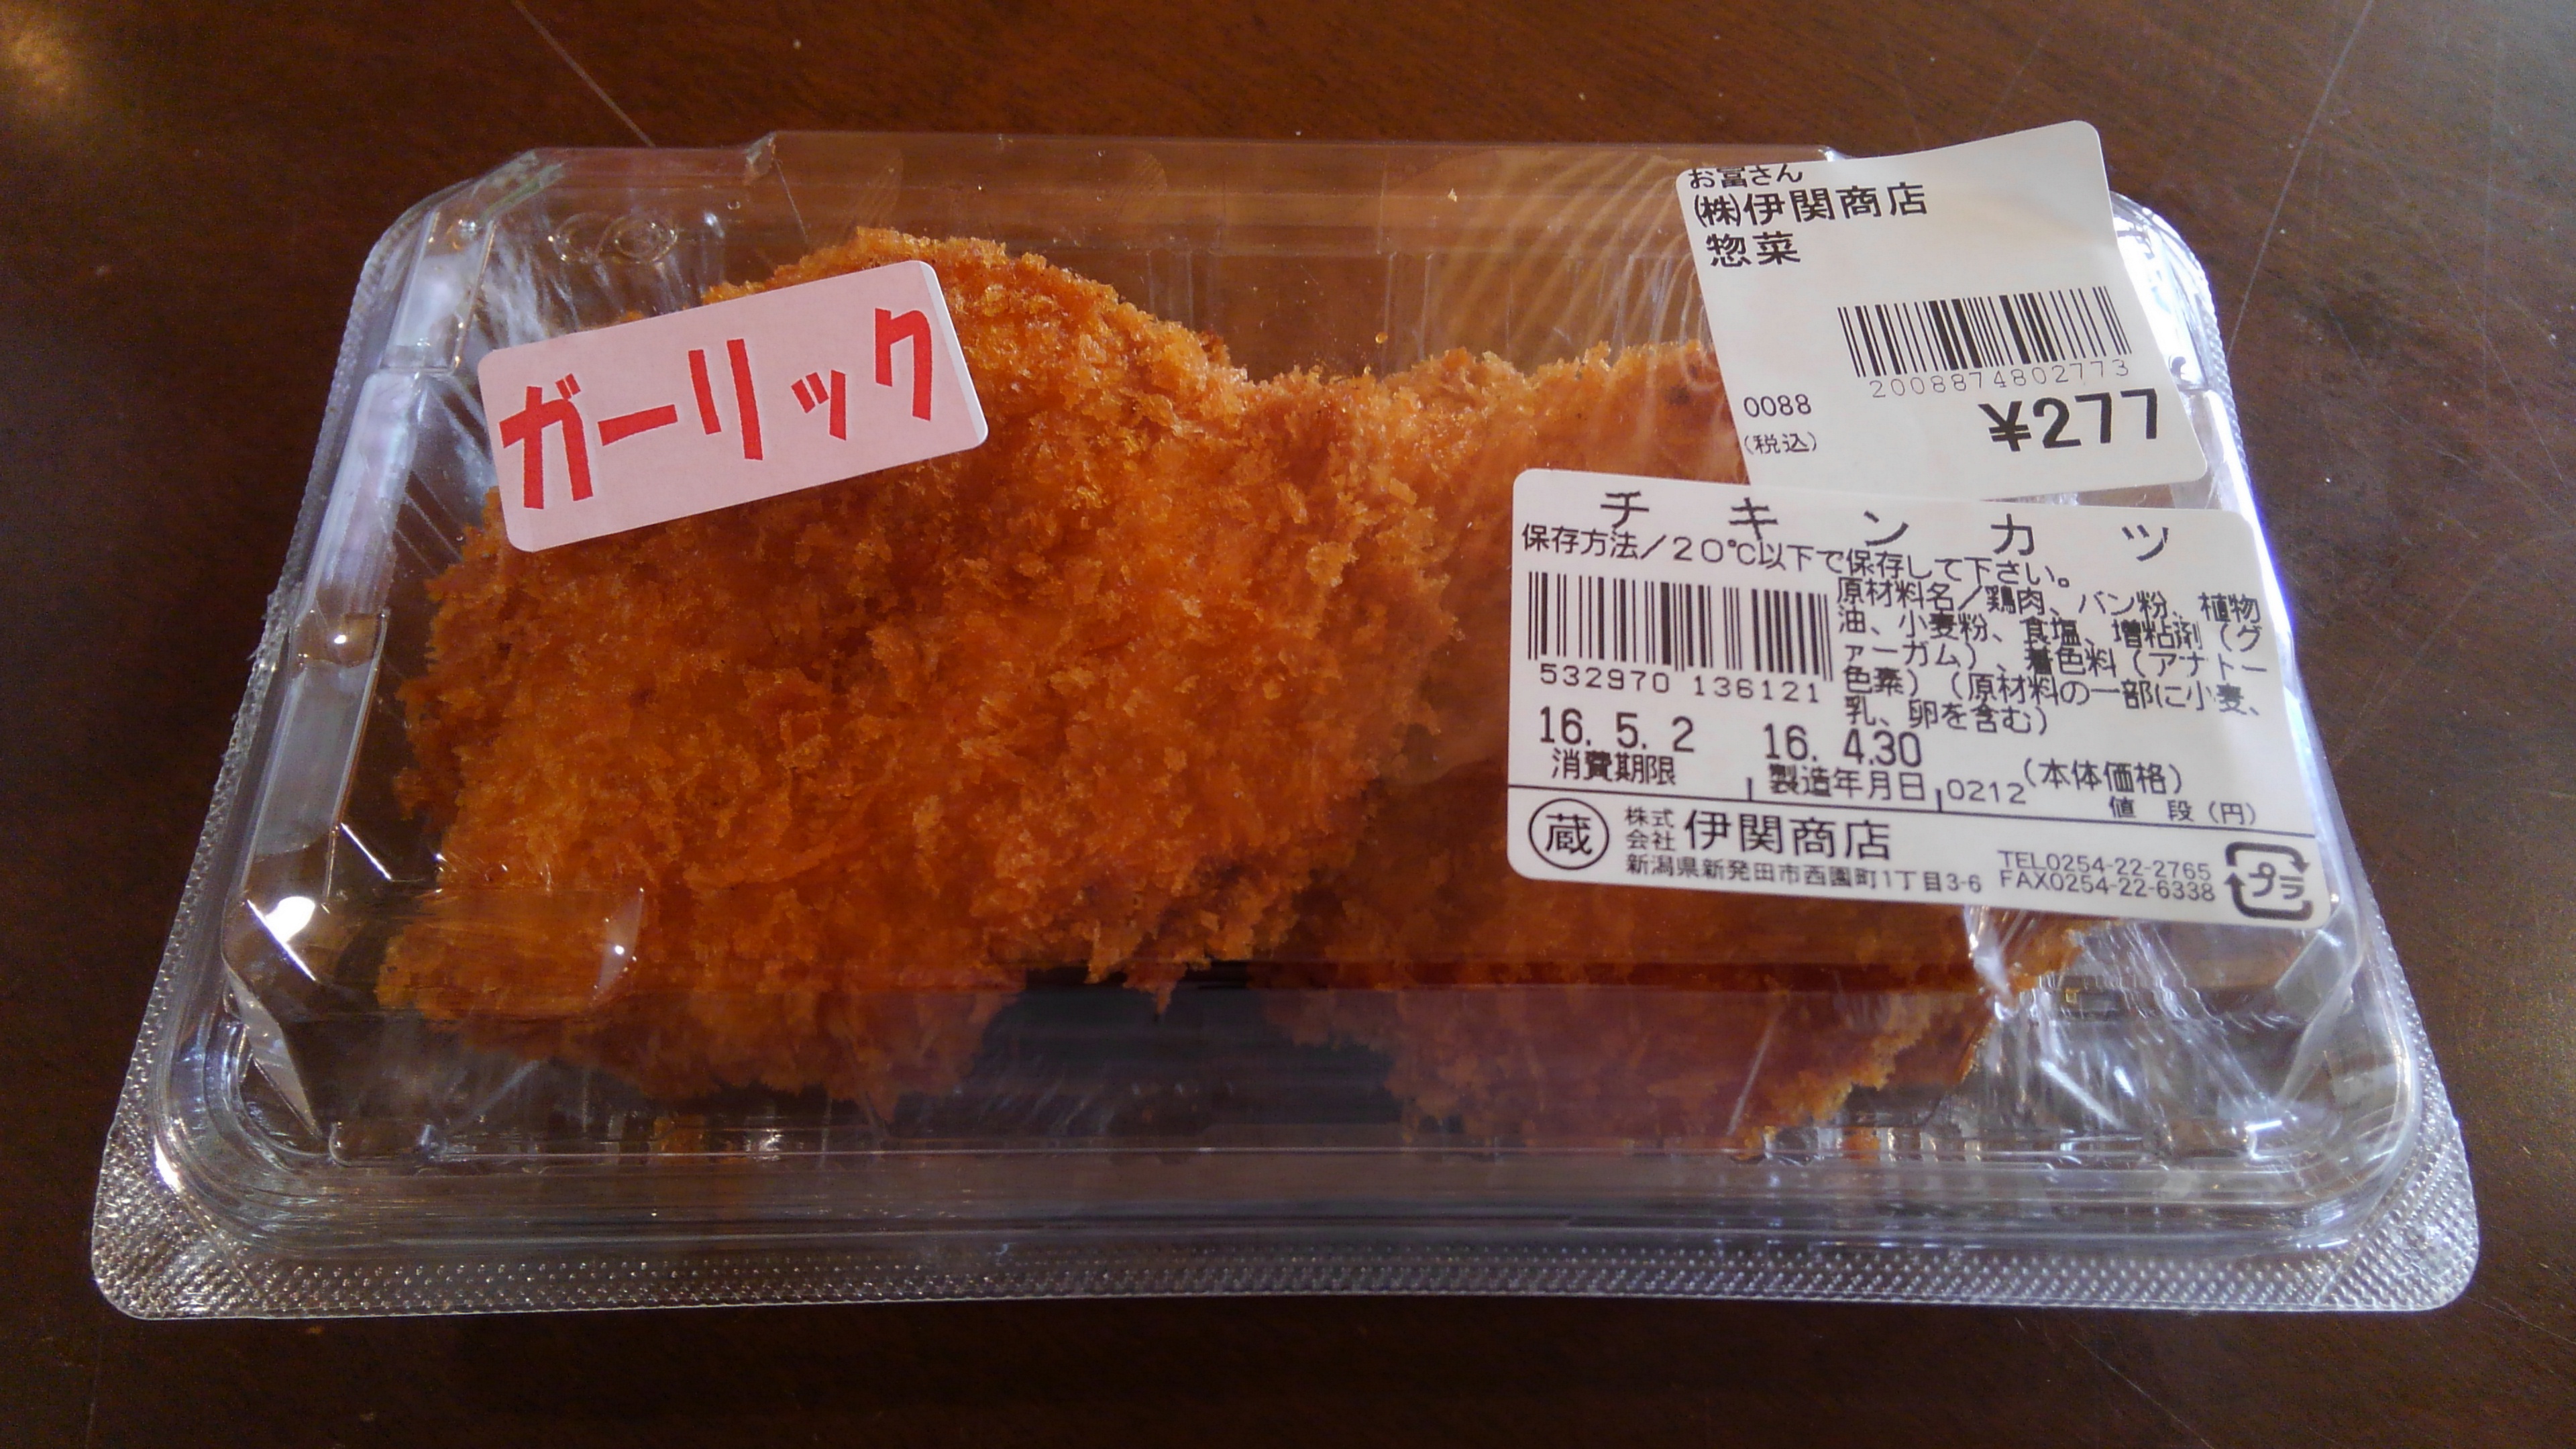 ガーリック
お富さん
㈱伊関商店
惣菜
2008874802773
0088
¥277
(税込)
チキンカツ
保存方法/20℃以下で保存して下さい。
原材料名/鶏肉、パン粉、植物
油、小麦粉、食塩、増粘剤(グ
ァーガム)、着色料(アナトー
色素)(原材料の一部に小麦、
乳、卵を含む)
532970 136121
16. 5. 2
消費期限
16. 4.30
製造年月日
0212
(本体価格)
値 段(円)
蔵
株式会社 伊関商店
新潟県新発田市西園町1丁目3-6
TEL0254-22-2765
FAX0254-22-6338
プラ